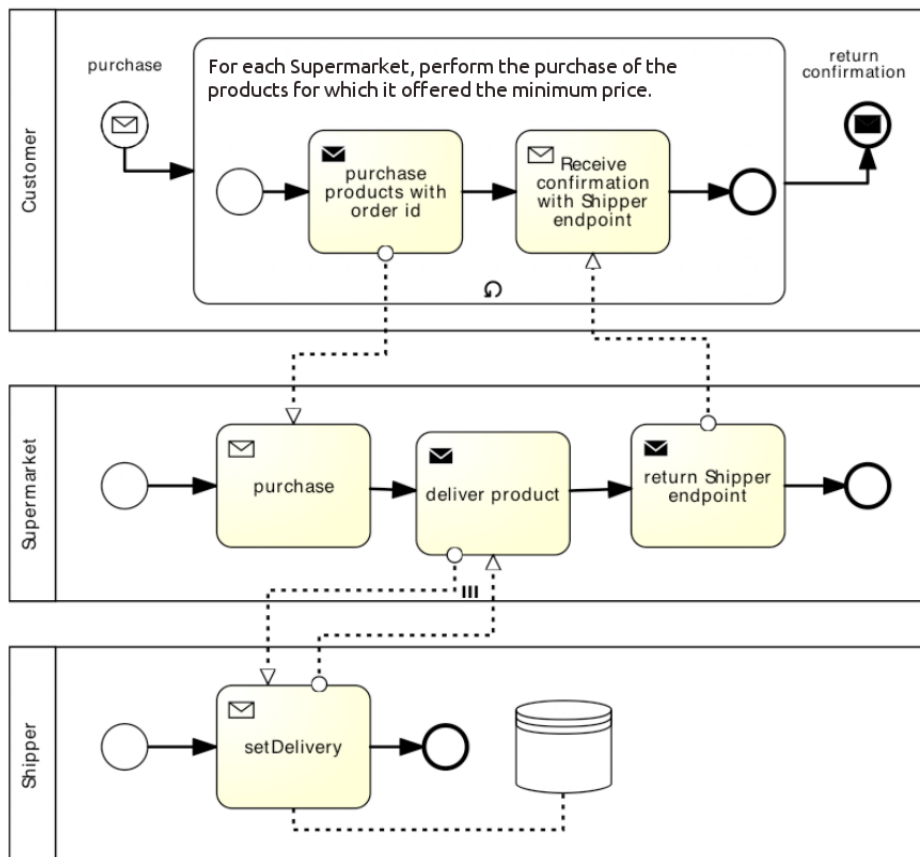 Customer
purchase
For each Supermarket, perform the purchase of the
products for which it offered the minimum price.
return
confirmation
purchase
products with
order id
Receive
confirmation
with Shipper
endpoint
Supermarket
purchase
deliver product
return Shipper
endpoint
Shipper
setDelivery